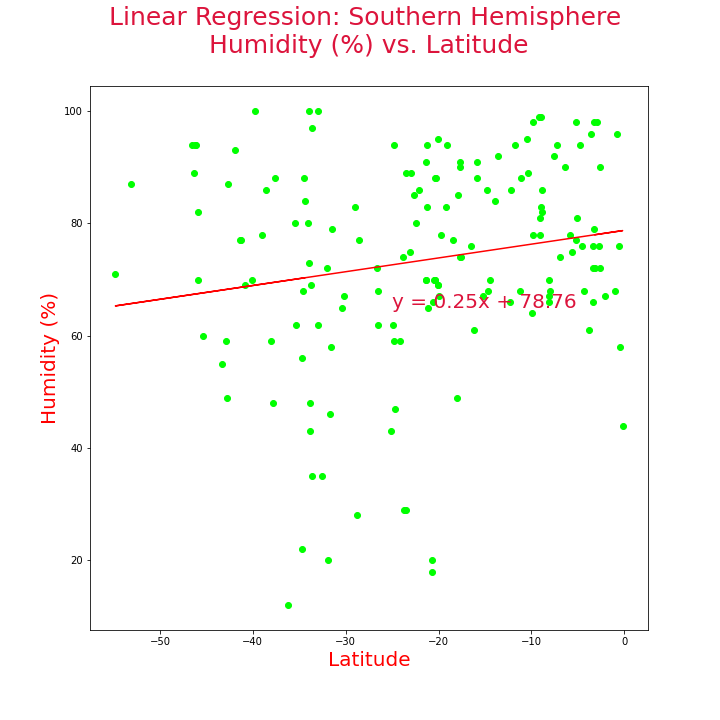 Linear Regression: Southern Hemisphere
Humidity (%) vs. Latitude
Humidity (%)
100
80
60
40
20
y = 0.25x + 78.76
−50
−40
−30
−20
−10
0
Latitude